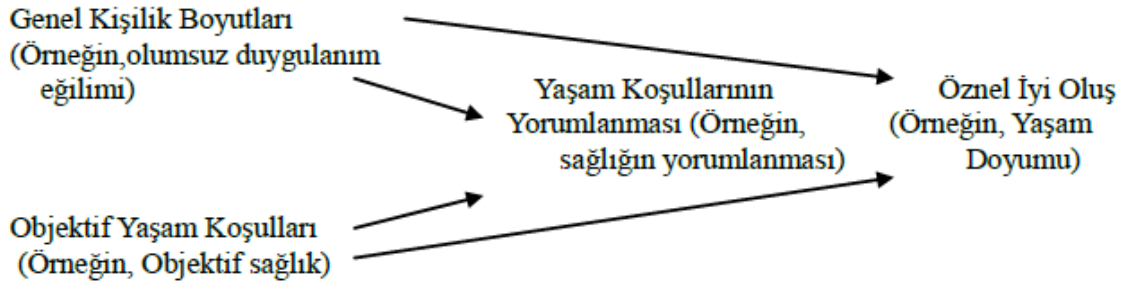 Genel Kişilik Boyutları
(Örneğin,olumsuz duygulanım
eğilimi)
Yaşam Koşullarının
Yorumlanması (Örneğin,
sağlığın yorumlanması)
Öznel İyi Oluş
(Örneğin, Yaşam
Doyumu)
Objektif Yaşam Koşulları
(Örneğin, Objektif sağlık)